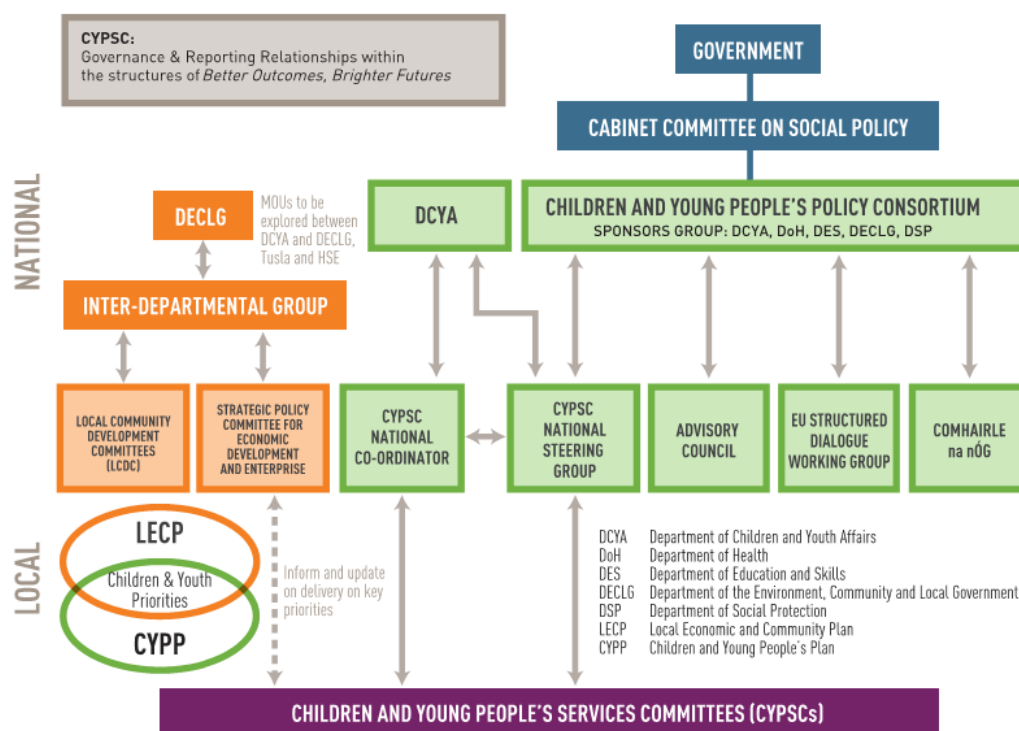 CYPSC:
Governance & Reporting Relationships within
the structures of Better Outcomes, Brighter Futures
GOVERNMENT
CABINET COMMITTEE ON SOCIAL POLICY
NATIONAL
DECLG
MOUs to be
explored between
DCYA and DECLG,
Tusla and HSE
DCYA
CHILDREN AND YOUNG PEOPLE'S POLICY CONSORTIUM
SPONSORS GROUP: DCYA, DoH, DES, DECLG, DSP
INTER-DEPARTMENTAL GROUP
LOCAL COMMUNITY
DEVELOPMENT
COMMITTEES
(LCDC)
STRATEGIC POLICY
COMMITTEE FOR
ECONOMIC
DEVELOPMENT
AND ENTERPRISE
CYPSC
NATIONAL
CO-ORDINATOR
CYPSC
NATIONAL
STEERING
GROUP
ADVISORY
COUNCIL
EU STRUCTURED
DIALOGUE
WORKING GROUP
COMHAIRLE
na nÓG
LOCAL
LECP
Children & Youth
Priorities
CYPP
Inform and update
on delivery on key
priorities
DCYA Department of Children and Youth Affairs
DoH Department of Health
DES Department of Education and Skills
DECLG Department of the Environment, Community and Local Government
DSP Department of Social Protection
LECP Local Economic and Community Plan
CYPP Children and Young People's Plan
CHILDREN AND YOUNG PEOPLE'S SERVICES COMMITTEES (CYPSCs)